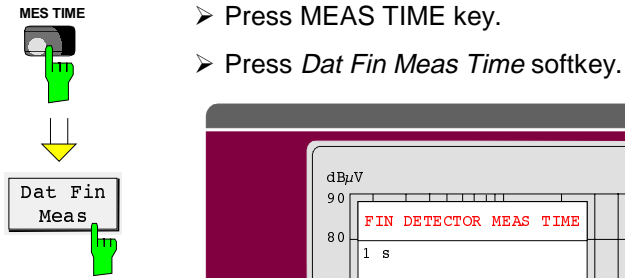 MES TIME
➢ Press MEAS TIME key.
➢ Press Dat Fin Meas Time softkey.
Dat Fin
Meas
dBµV
90
FIN DETECTOR MEAS TIME
80
1 s